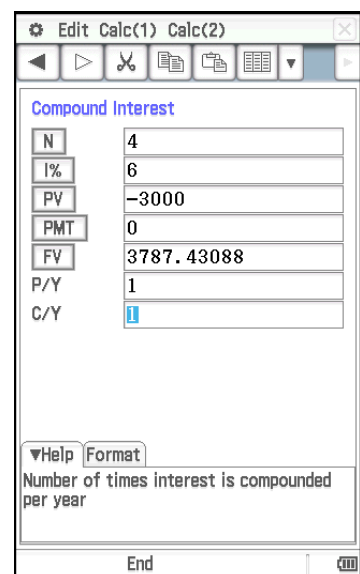 Edit Calc(1) Calc(2)
Compound Interest
N 4
I% 6
PV -3000
PMT 0
FV 3787.43088
P/Y 1
C/Y 1
▼Help Format
Number of times interest is compounded
per year
End